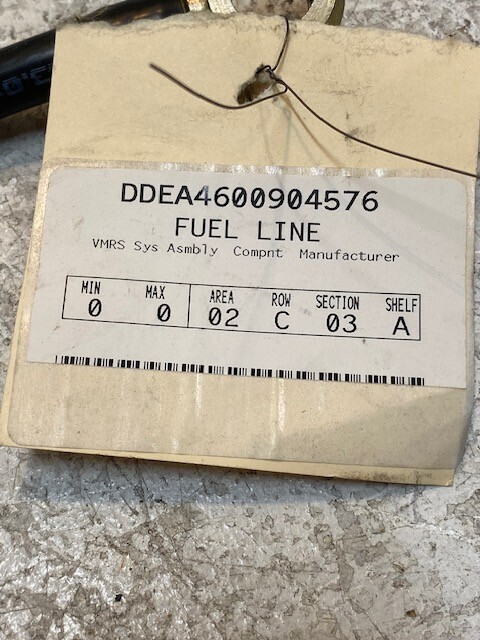 DDEA4600904576
FUEL LINE
VMRS Sys Asmbly Compnt Manufacturer
MIN MAX AREA ROW SECTION SHELF
0 0 02 C 03 A